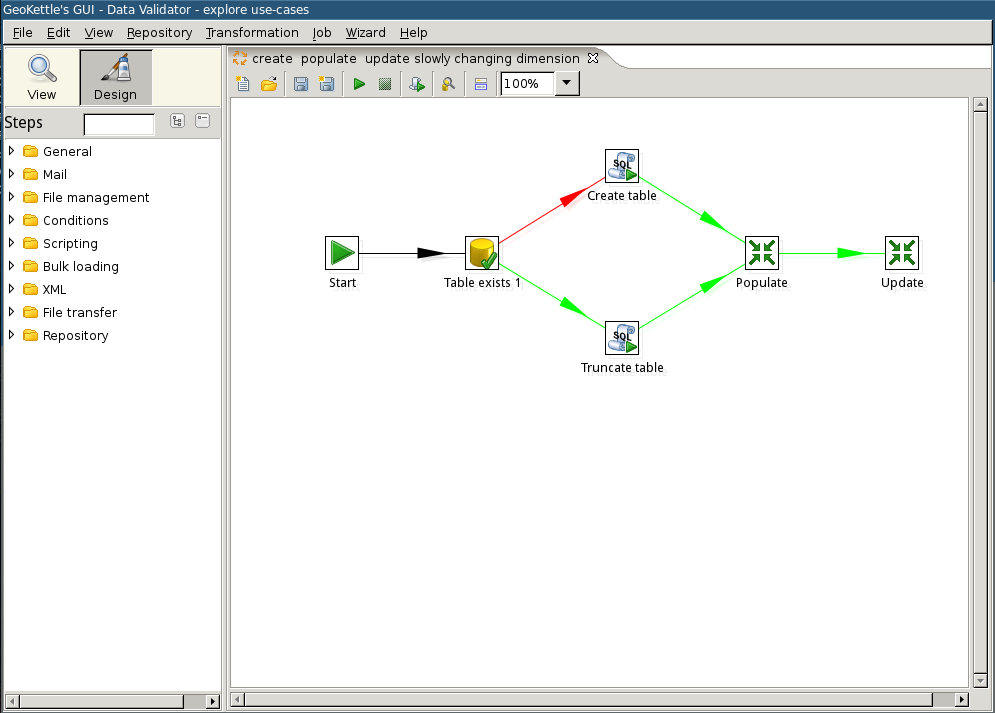 GeoKettle's GUI - Data Validator - explore use-cases
File Edit View Repository Transformation Job Wizard Help
View
Design
create populate update slowly changing dimension
100%
Steps
General
Mail
File management
Conditions
Scripting
Bulk loading
XML
File transfer
Repository
SQL
Create table
Start
Table exists 1
Populate
Update
SQL
Truncate table